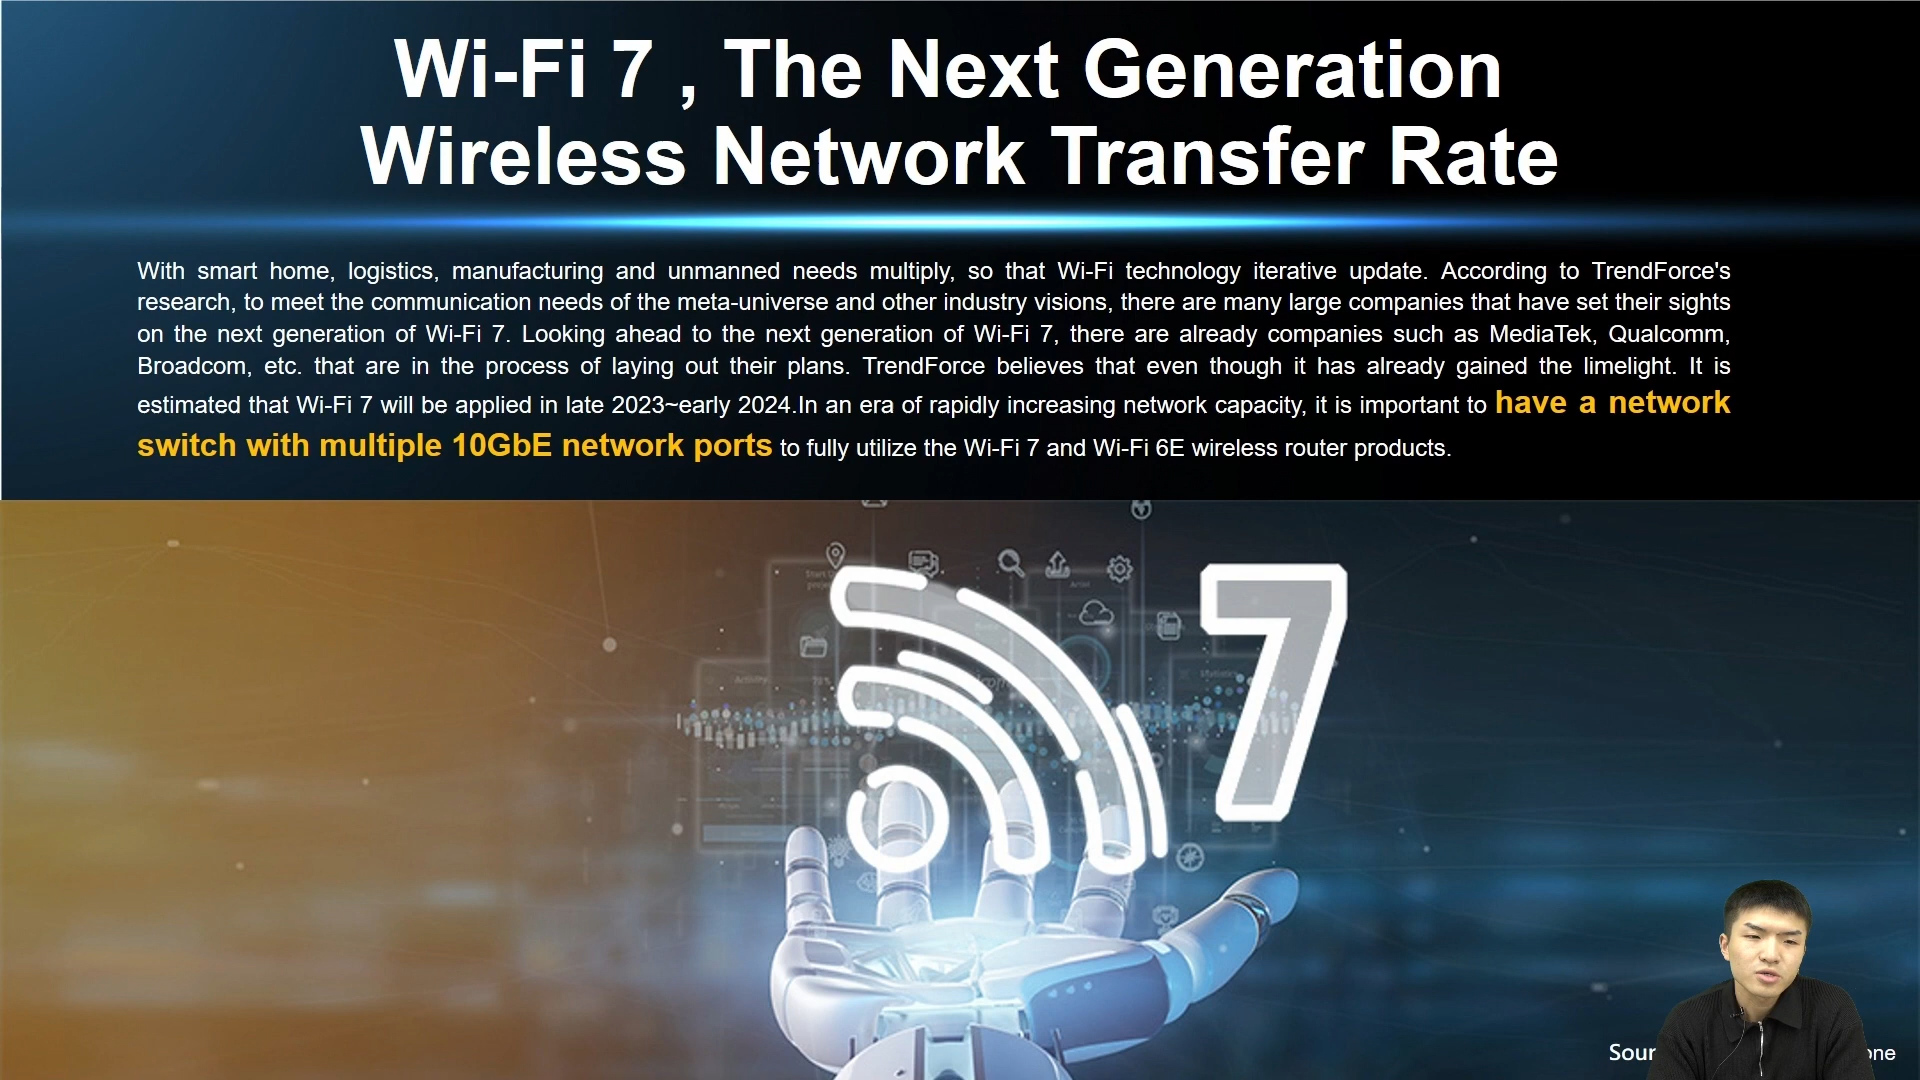 Wi-Fi 7 , The Next Generation
Wireless Network Transfer Rate
With smart home, logistics, manufacturing and unmanned needs multiply, so that Wi-Fi technology iterative update. According to TrendForce's
research, to meet the communication needs of the meta-universe and other industry visions, there are many large companies that have set their sights
on the next generation of Wi-Fi 7. Looking ahead to the next generation of Wi-Fi 7, there are already companies such as MediaTek, Qualcomm,
Broadcom, etc. that are in the process of laying out their plans. TrendForce believes that even though it has already gained the limelight. It is
estimated that Wi-Fi 7 will be applied in late 2023~early 2024.In an era of rapidly increasing network capacity, it is important to have a network
switch with multiple 10GbE network ports to fully utilize the Wi-Fi 7 and Wi-Fi 6E wireless router products.
7